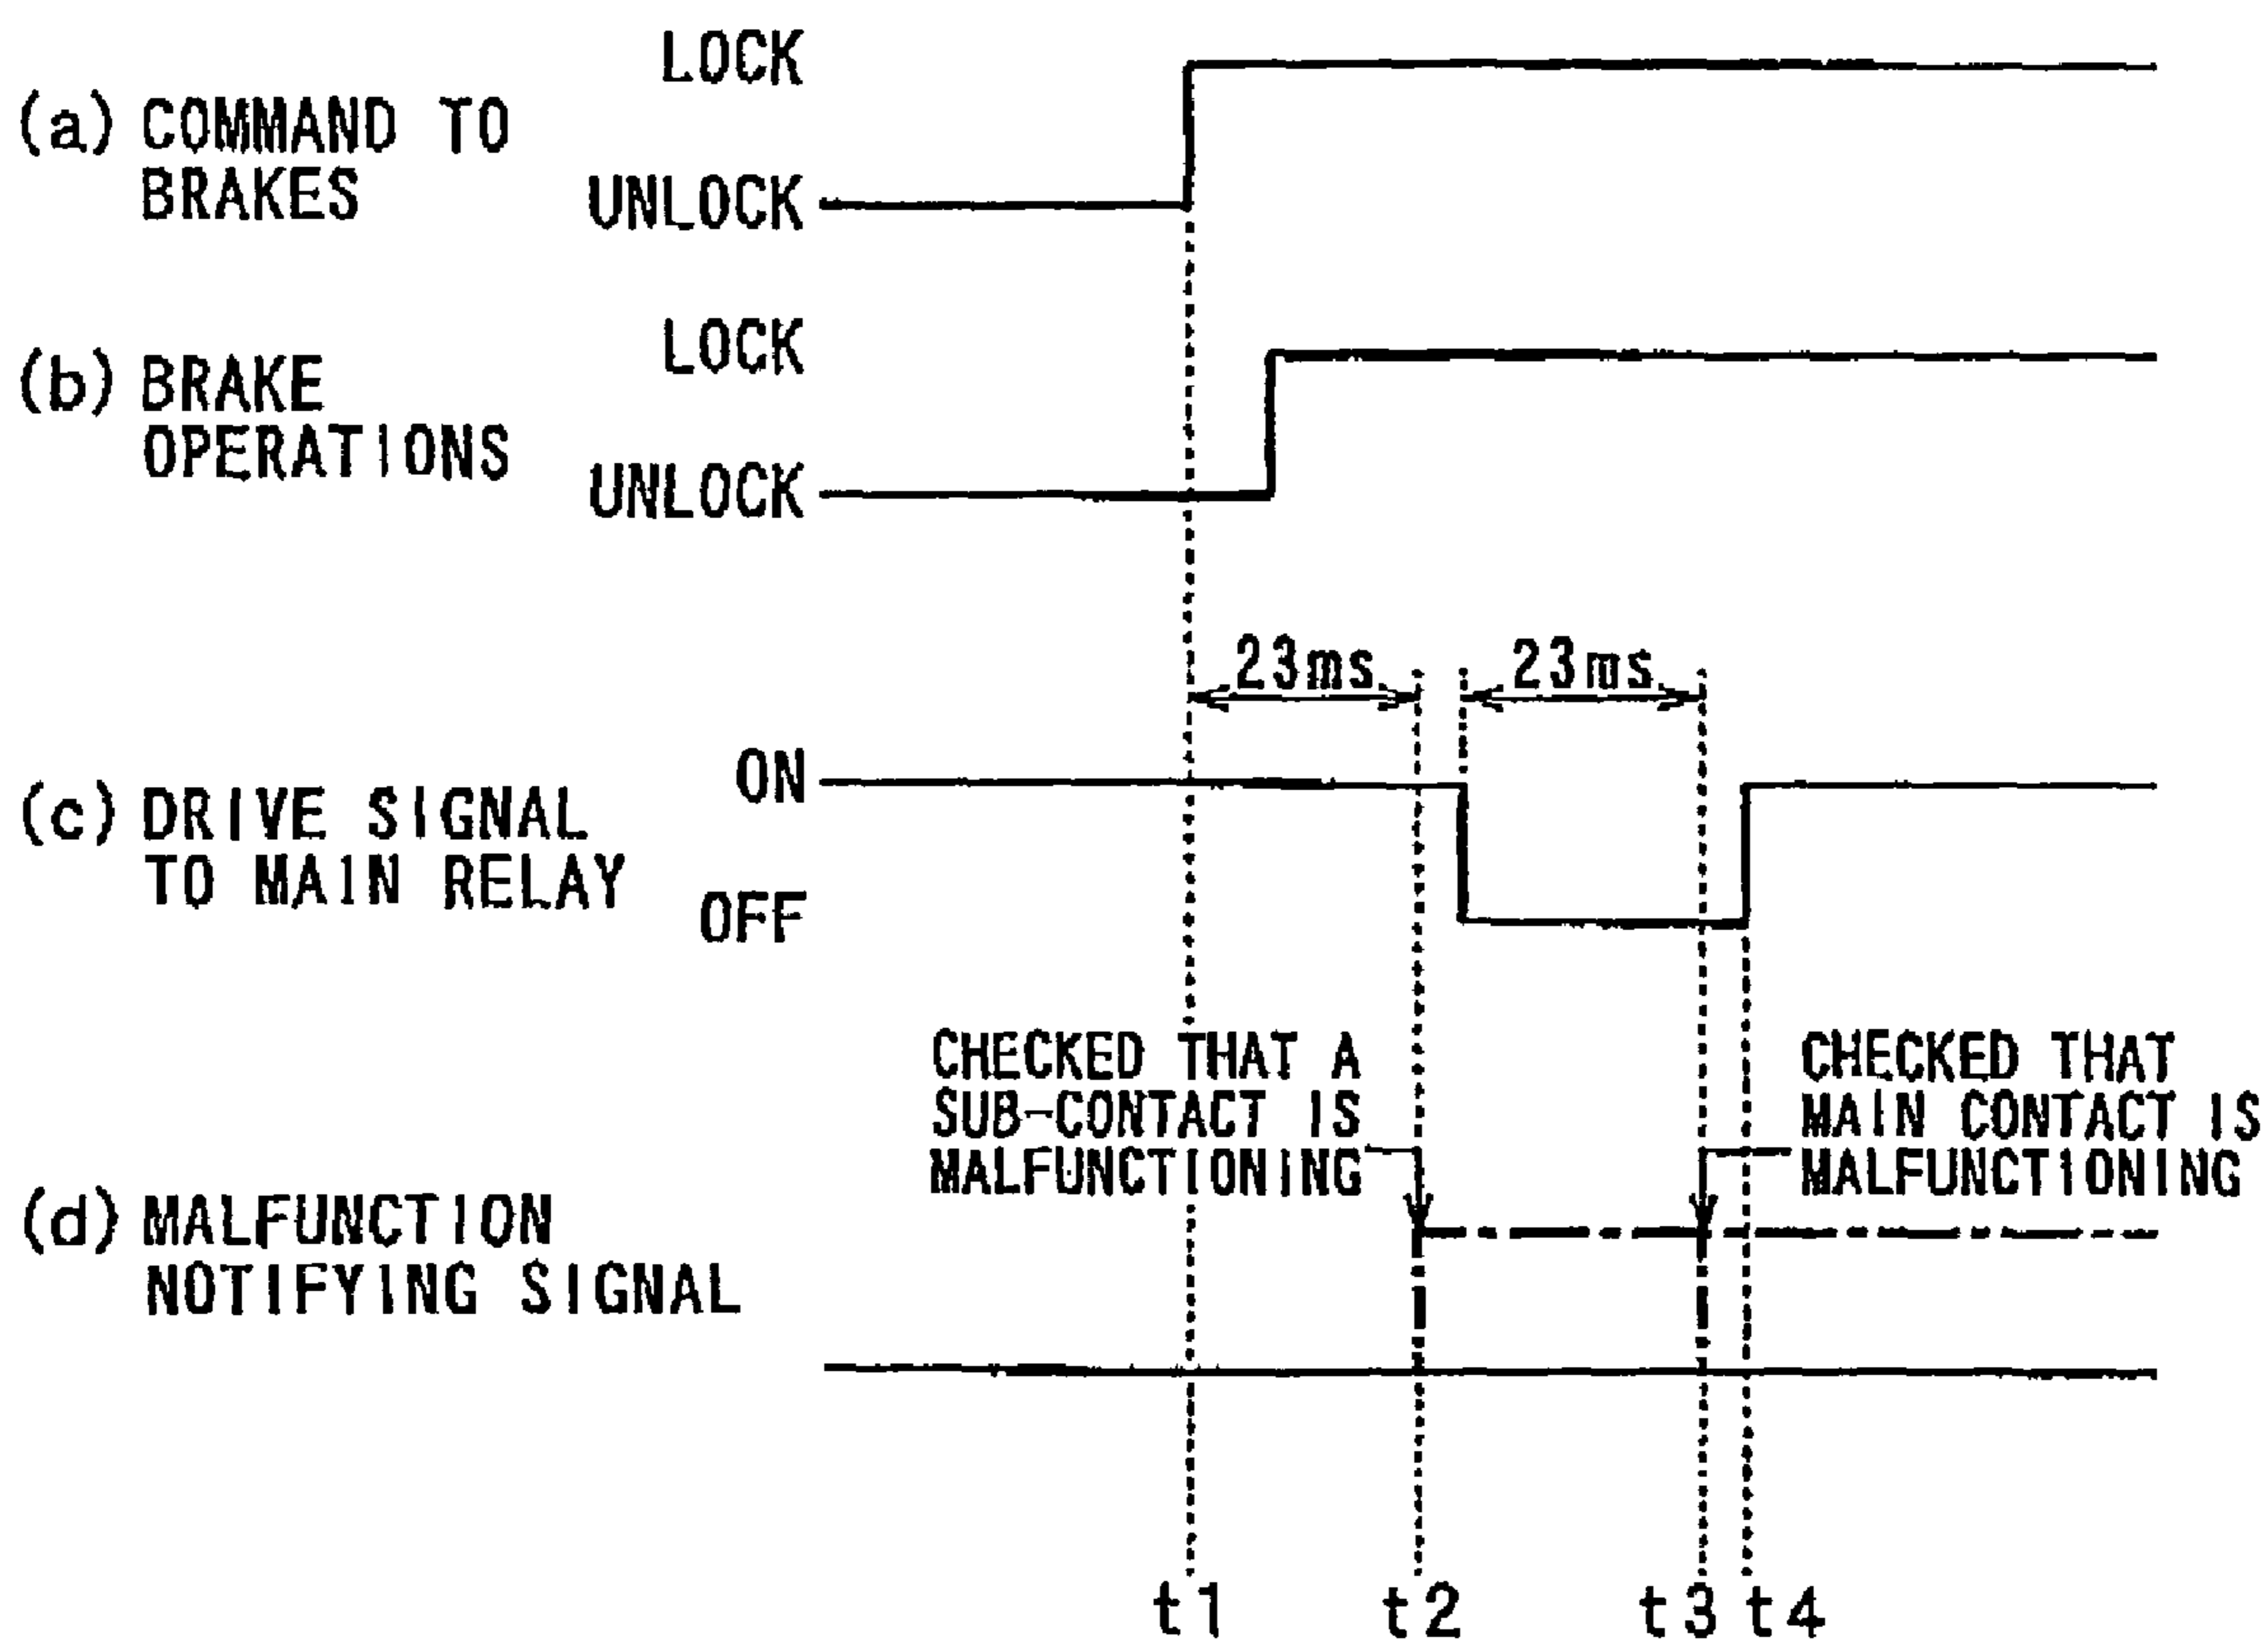 LOCK
(a) COMMAND TO
BRAKES
UNLOCK
LOCK
(b) BRAKE
OPERATIONS
UNLOCK
23ms 23ms
ON
(c) DRIVE SIGNAL
TO MAIN RELAY
OFF
CHECKED THAT A
SUB-CONTACT IS
MALFUNCTIONING
CHECKED THAT
MAIN CONTACT IS
MALFUNCTIONING
(d) MALFUNCTION
NOTIFYING SIGNAL
t1 t2 t3 t4